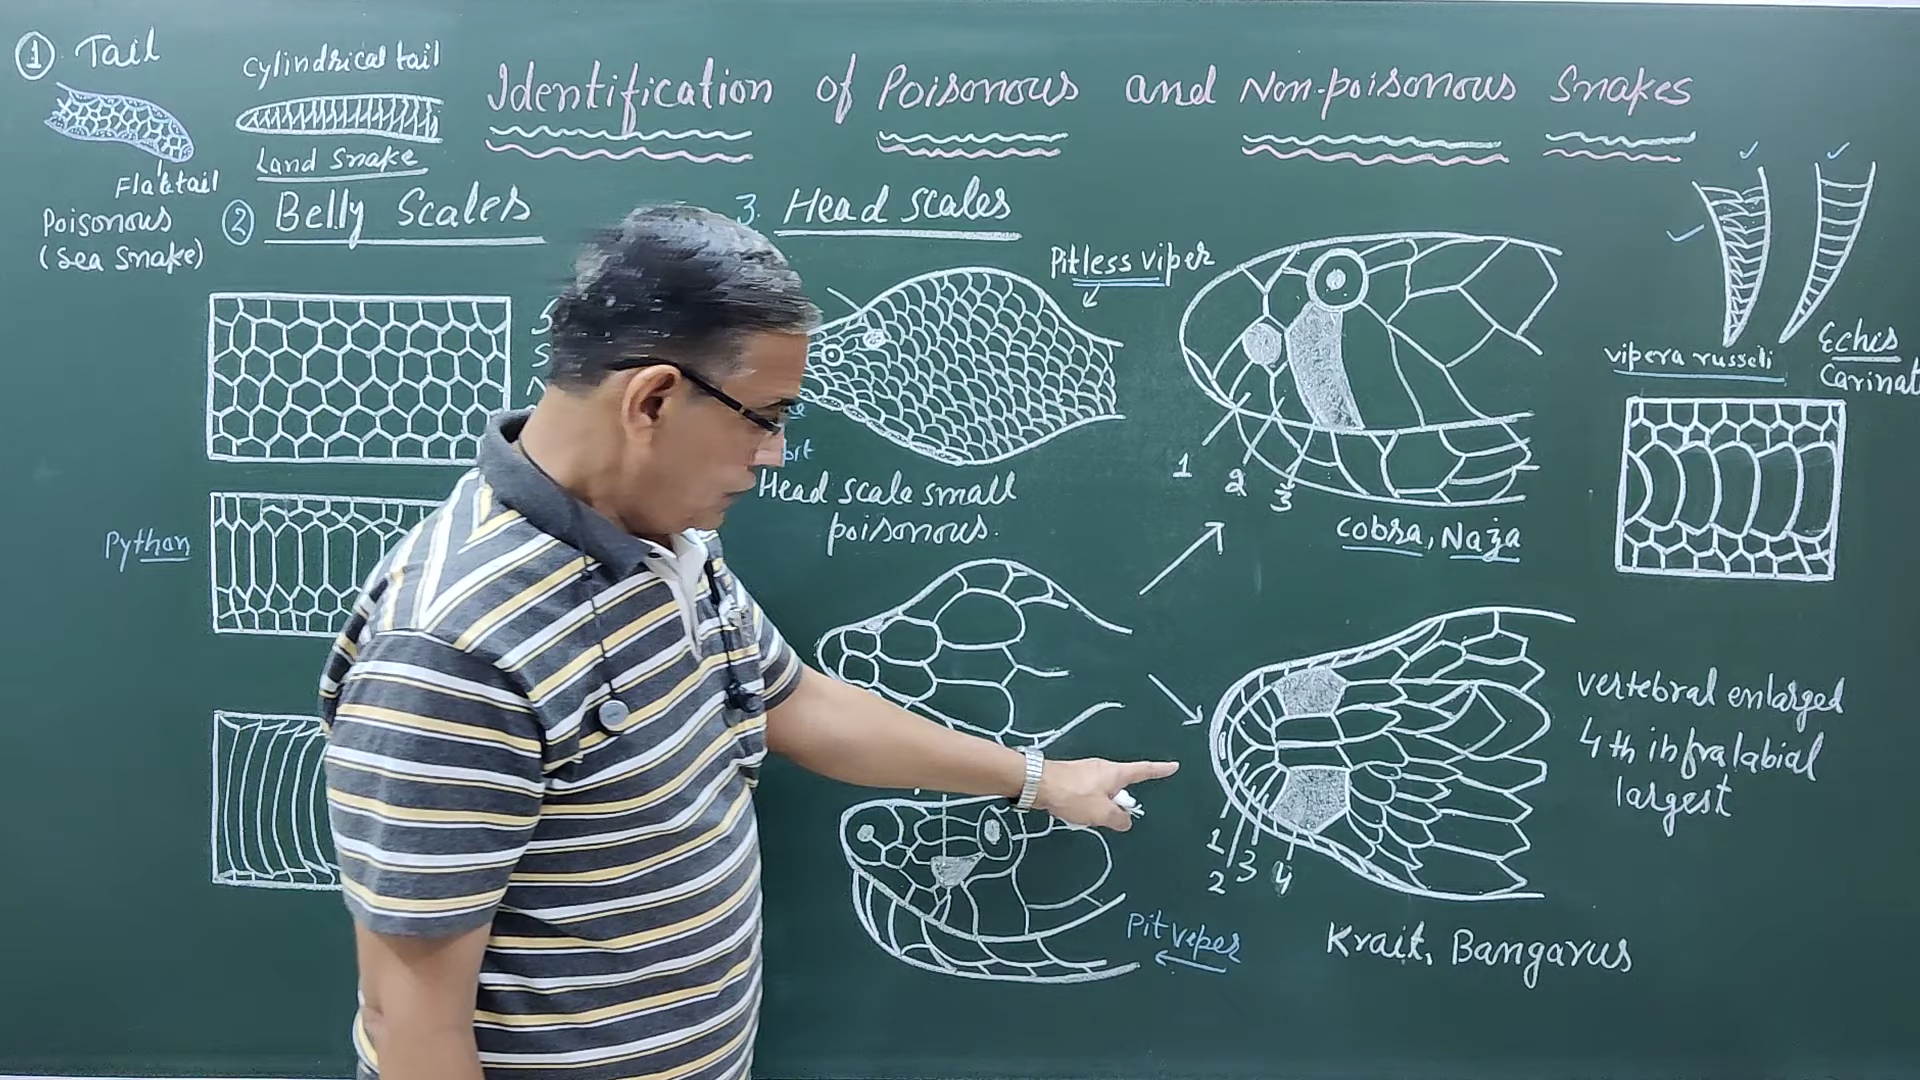 Identification of Poisonous and Non-poisonous Snakes
① Tail
Cylindrical tail
Land Snake
Flat tail
Poisonous
(Sea Snake)
② Belly Scales
Python
3. Head scales
Pitless viper
Head scale small
poisonous.
1
2
3
Cobra, Naja
vipera russeli
Echis
Carinat
vertebral enlarged
4th infralabial
largest
1
2
3
4
Pit veper
Krait, Bangarus